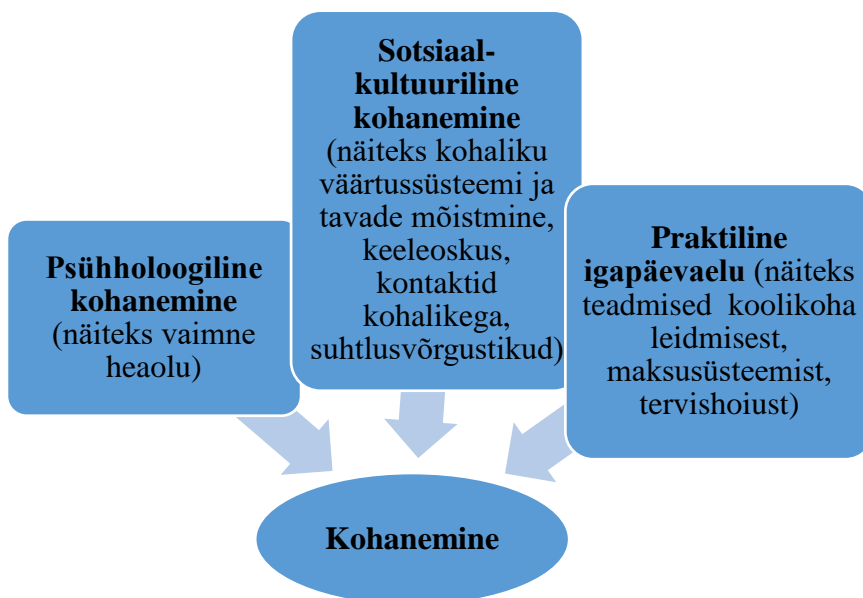 Psühholoogiline
kohanemine
(näiteks vaimne
heaolu)
Sotsiaal-
kultuuriline
kohanemine
(näiteks kohaliku
väärtussüsteemi ja
tavade mõistmine,
keeleoskus,
kontaktid
kohalikega,
suhtlusvõrgustikud)
Praktiline
igapäevaelu (näiteks
teadmised koolikoha
leidmisest,
maksusüsteemist,
tervishoiust)
Kohanemine